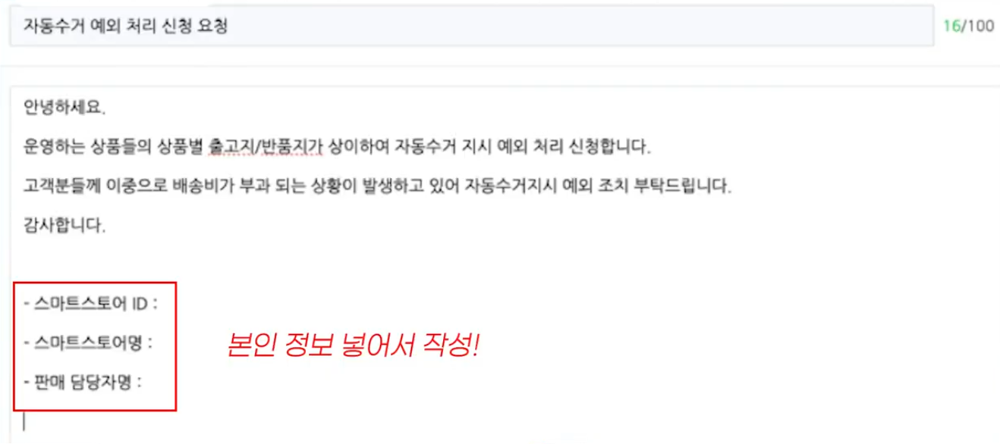 자동수거 예외 처리 신청 요청
16/100
안녕하세요.
운영하는 상품들의 상품별 출고지/반품지가 상이하여 자동수거 지시 예외 처리 신청합니다.
고객분들께 이중으로 배송비가 부과 되는 상황이 발생하고 있어 자동수거지시 예외 조치 부탁드립니다.
감사합니다.
- 스마트스토어 ID :
- 스마트스토어명 :
본인 정보 넣어서 작성!
- 판매 담당자명 :